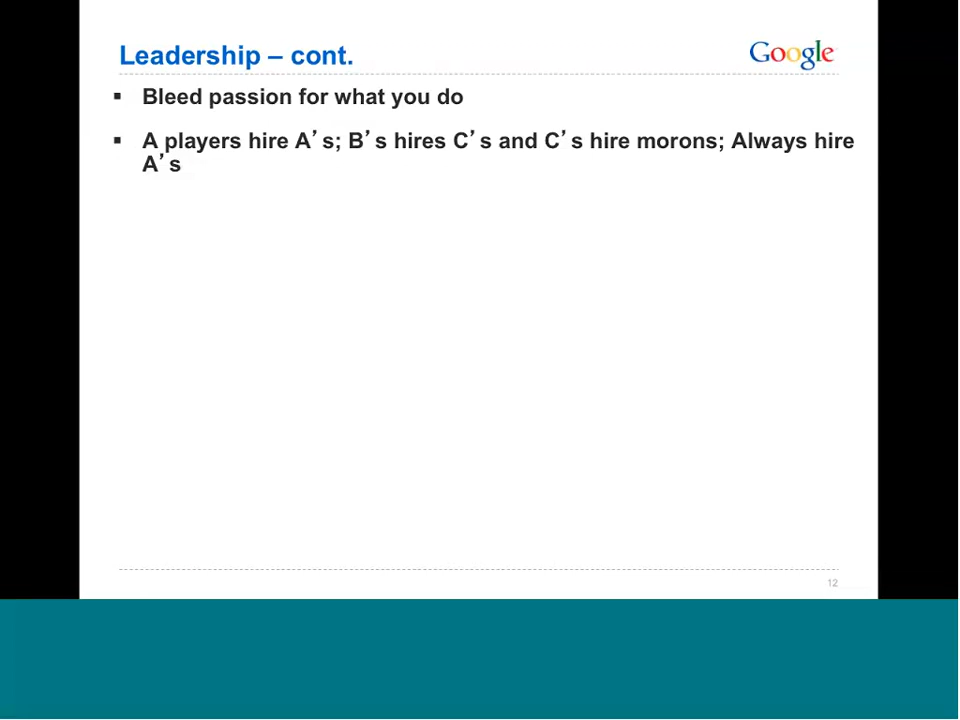 Leadership – cont.
Google
▪ Bleed passion for what you do
▪ A players hire A’s; B’s hires C’s and C’s hire morons; Always hire
A’s
12